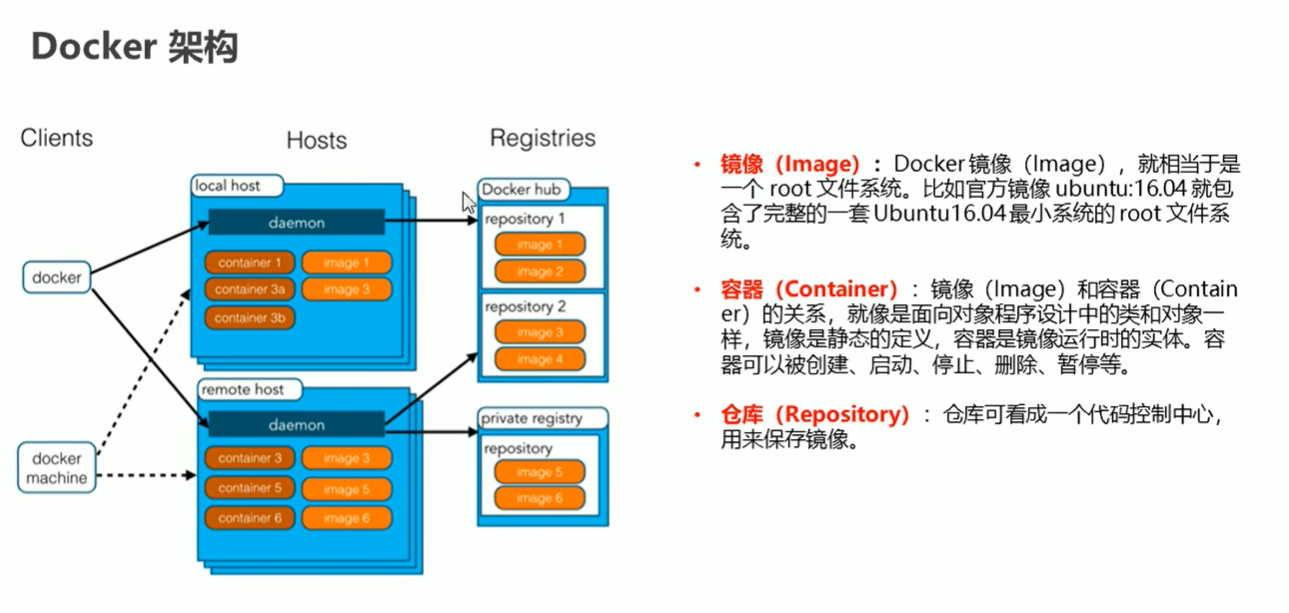 Docker 架构
Clients
Hosts
Registries
docker
docker
machine
local host
daemon
container 1
image 1
container 3a
image 3
container 3b
remote host
daemon
container 3
image 3
container 5
image 5
container 6
image 6
Docker hub
repository 1
image 1
image 2
repository 2
image 3
image 4
private registry
repository
image 5
image 6
• 镜像（Image）：Docker 镜像（Image），就相当于是
一个 root 文件系统。比如官方镜像 ubuntu:16.04 就包
含了完整的一套 Ubuntu16.04 最小系统的 root 文件系
统。
• 容器（Container）：镜像（Image）和容器（Contain
er）的关系，就像是面向对象程序设计中的类和对象一
样，镜像是静态的定义，容器是镜像运行时的实体。容
器可以被创建、启动、停止、删除、暂停等。
• 仓库（Repository）：仓库可看成一个代码控制中心，
用来保存镜像。